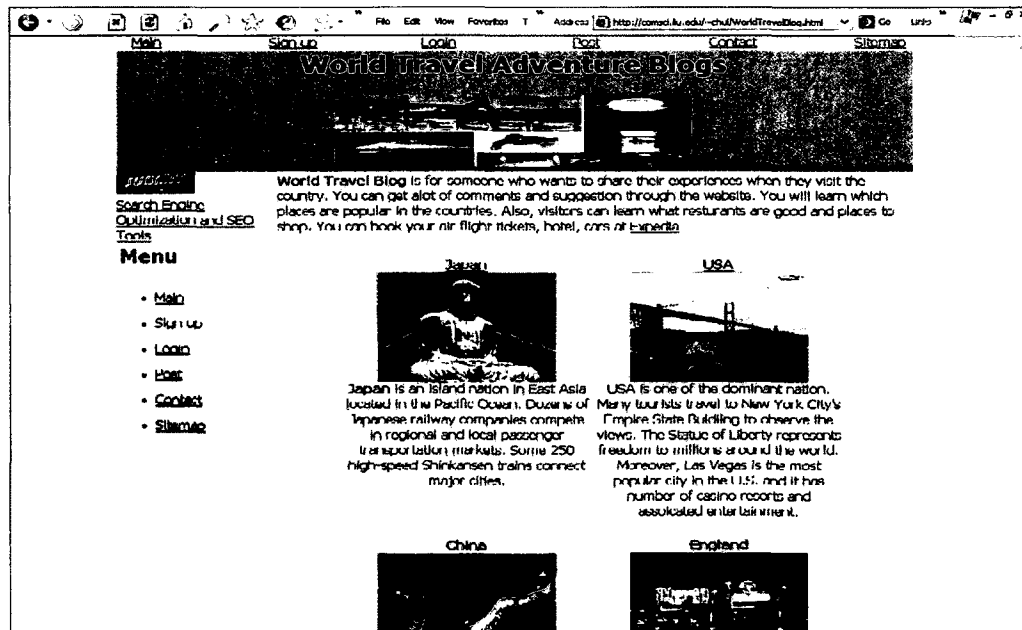 File Edit View Favorites T Address http://comsci.liu.edu/~chul/WorldTravelBlog.html Go Links
Main Sign up Login Post Contact Sitemap
World Travel Adventure Blogs
World Travel Blog is for someone who wants to share their experiences when they visit the
country. You can get alot of comments and suggestion through the website. You will learn which
places are popular in the countries. Also, visitors can learn what resturants are good and places to
shop. You can book your air flight tickets, hotel, cars at Expedia
Search Engine
Optimization and SEO
Tools
Menu
• Main
• Sign up
• Login
• Post
• Contact
• Sitemap
Japan
Japan is an island nation in East Asia
located in the Pacific Ocean. Dozens of
Japanese railway companies compete
in regional and local passenger
transportation markets. Some 250
high-speed Shinkansen trains connect
major cities.
USA
USA is one of the dominant nation.
Many tourists travel to New York City's
Empire State Building to observe the
views. The Statue of Liberty represents
freedom to millions around the world.
Moreover, Las Vegas is the most
popular city in the U.S. and it has
number of casino resorts and
assoicated entertainment.
China
England